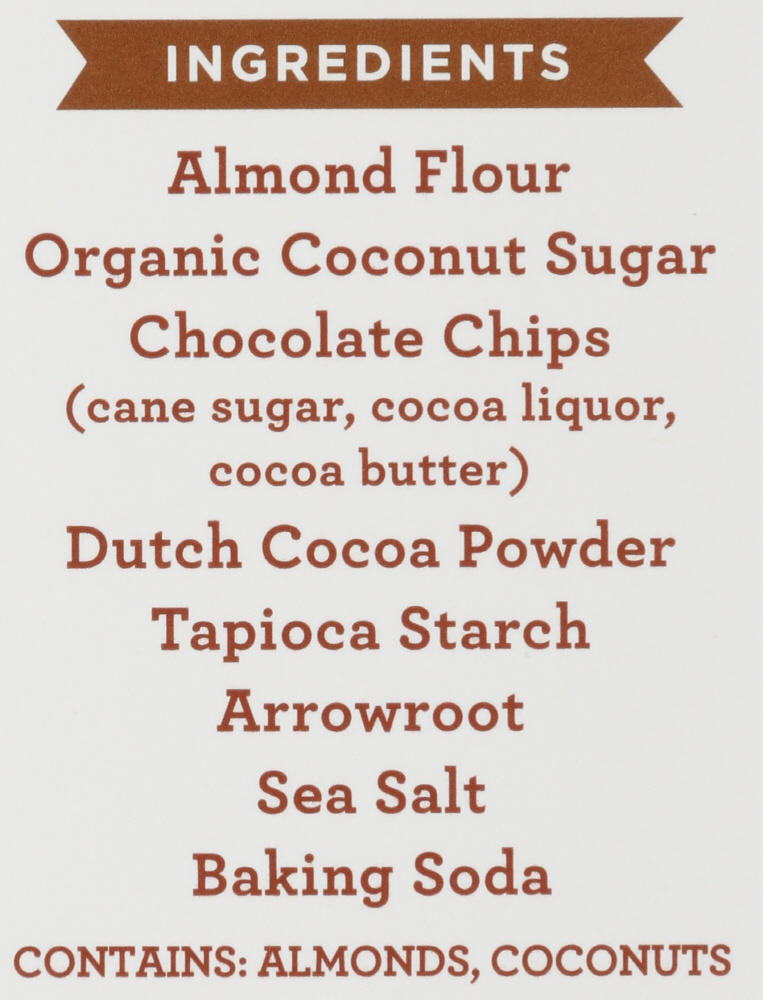 INGREDIENTS
Almond Flour
Organic Coconut Sugar
Chocolate Chips
(cane sugar, cocoa liquor,
cocoa butter)
Dutch Cocoa Powder
Tapioca Starch
Arrowroot
Sea Salt
Baking Soda
CONTAINS: ALMONDS, COCONUTS